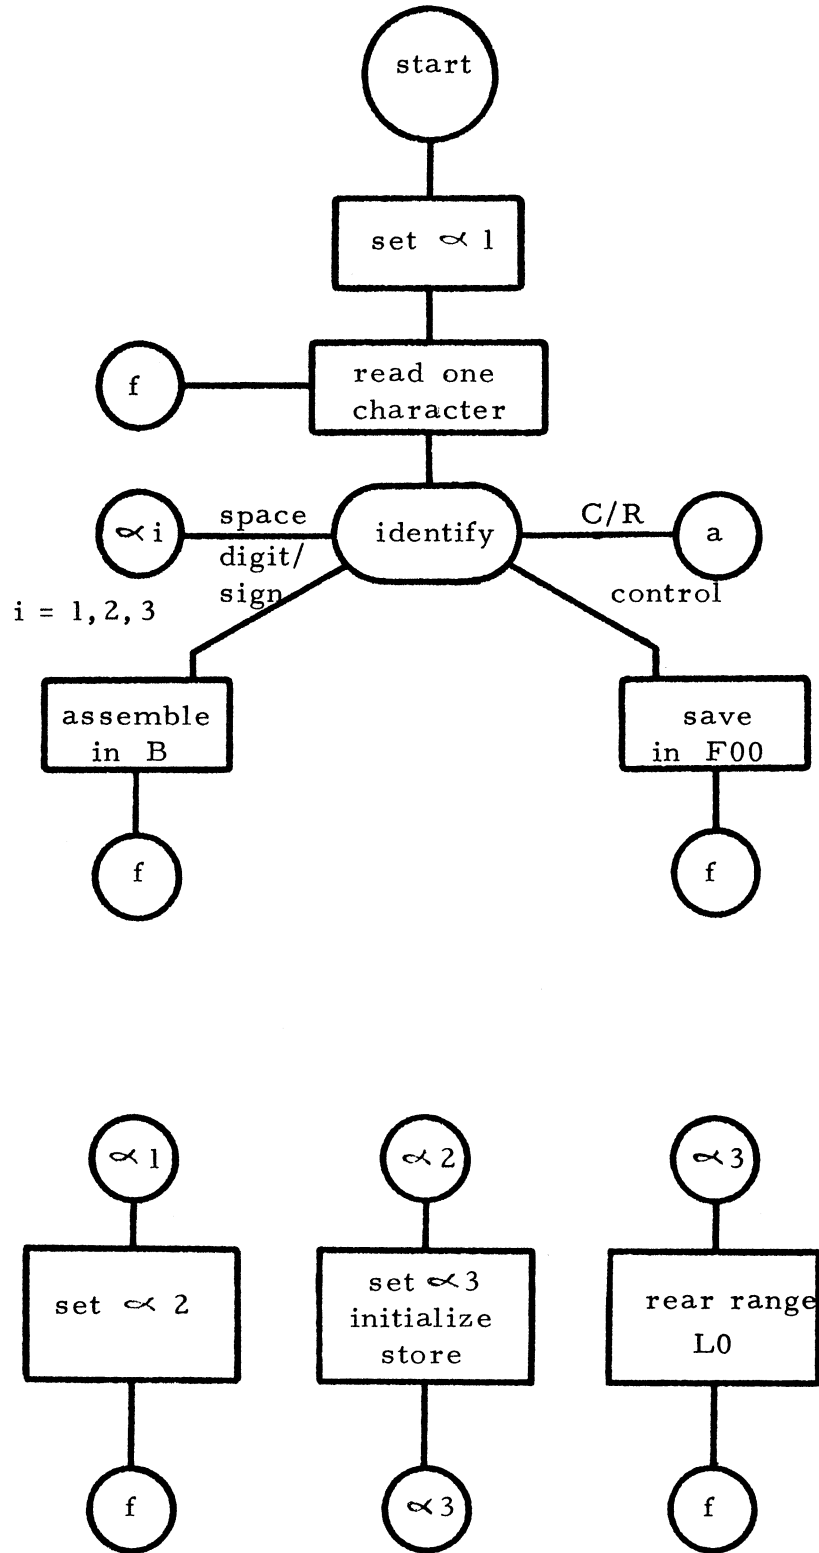 start
set ∝ 1
read one
character
f
∝ i
space
identify
C/R
a
digit/
sign
control
i = 1, 2, 3
assemble
in B
save
in F00
f
f
∝ 1
∝ 2
∝ 3
set ∝ 2
set ∝ 3
initialize
store
rear range
L0
f
∝ 3
f